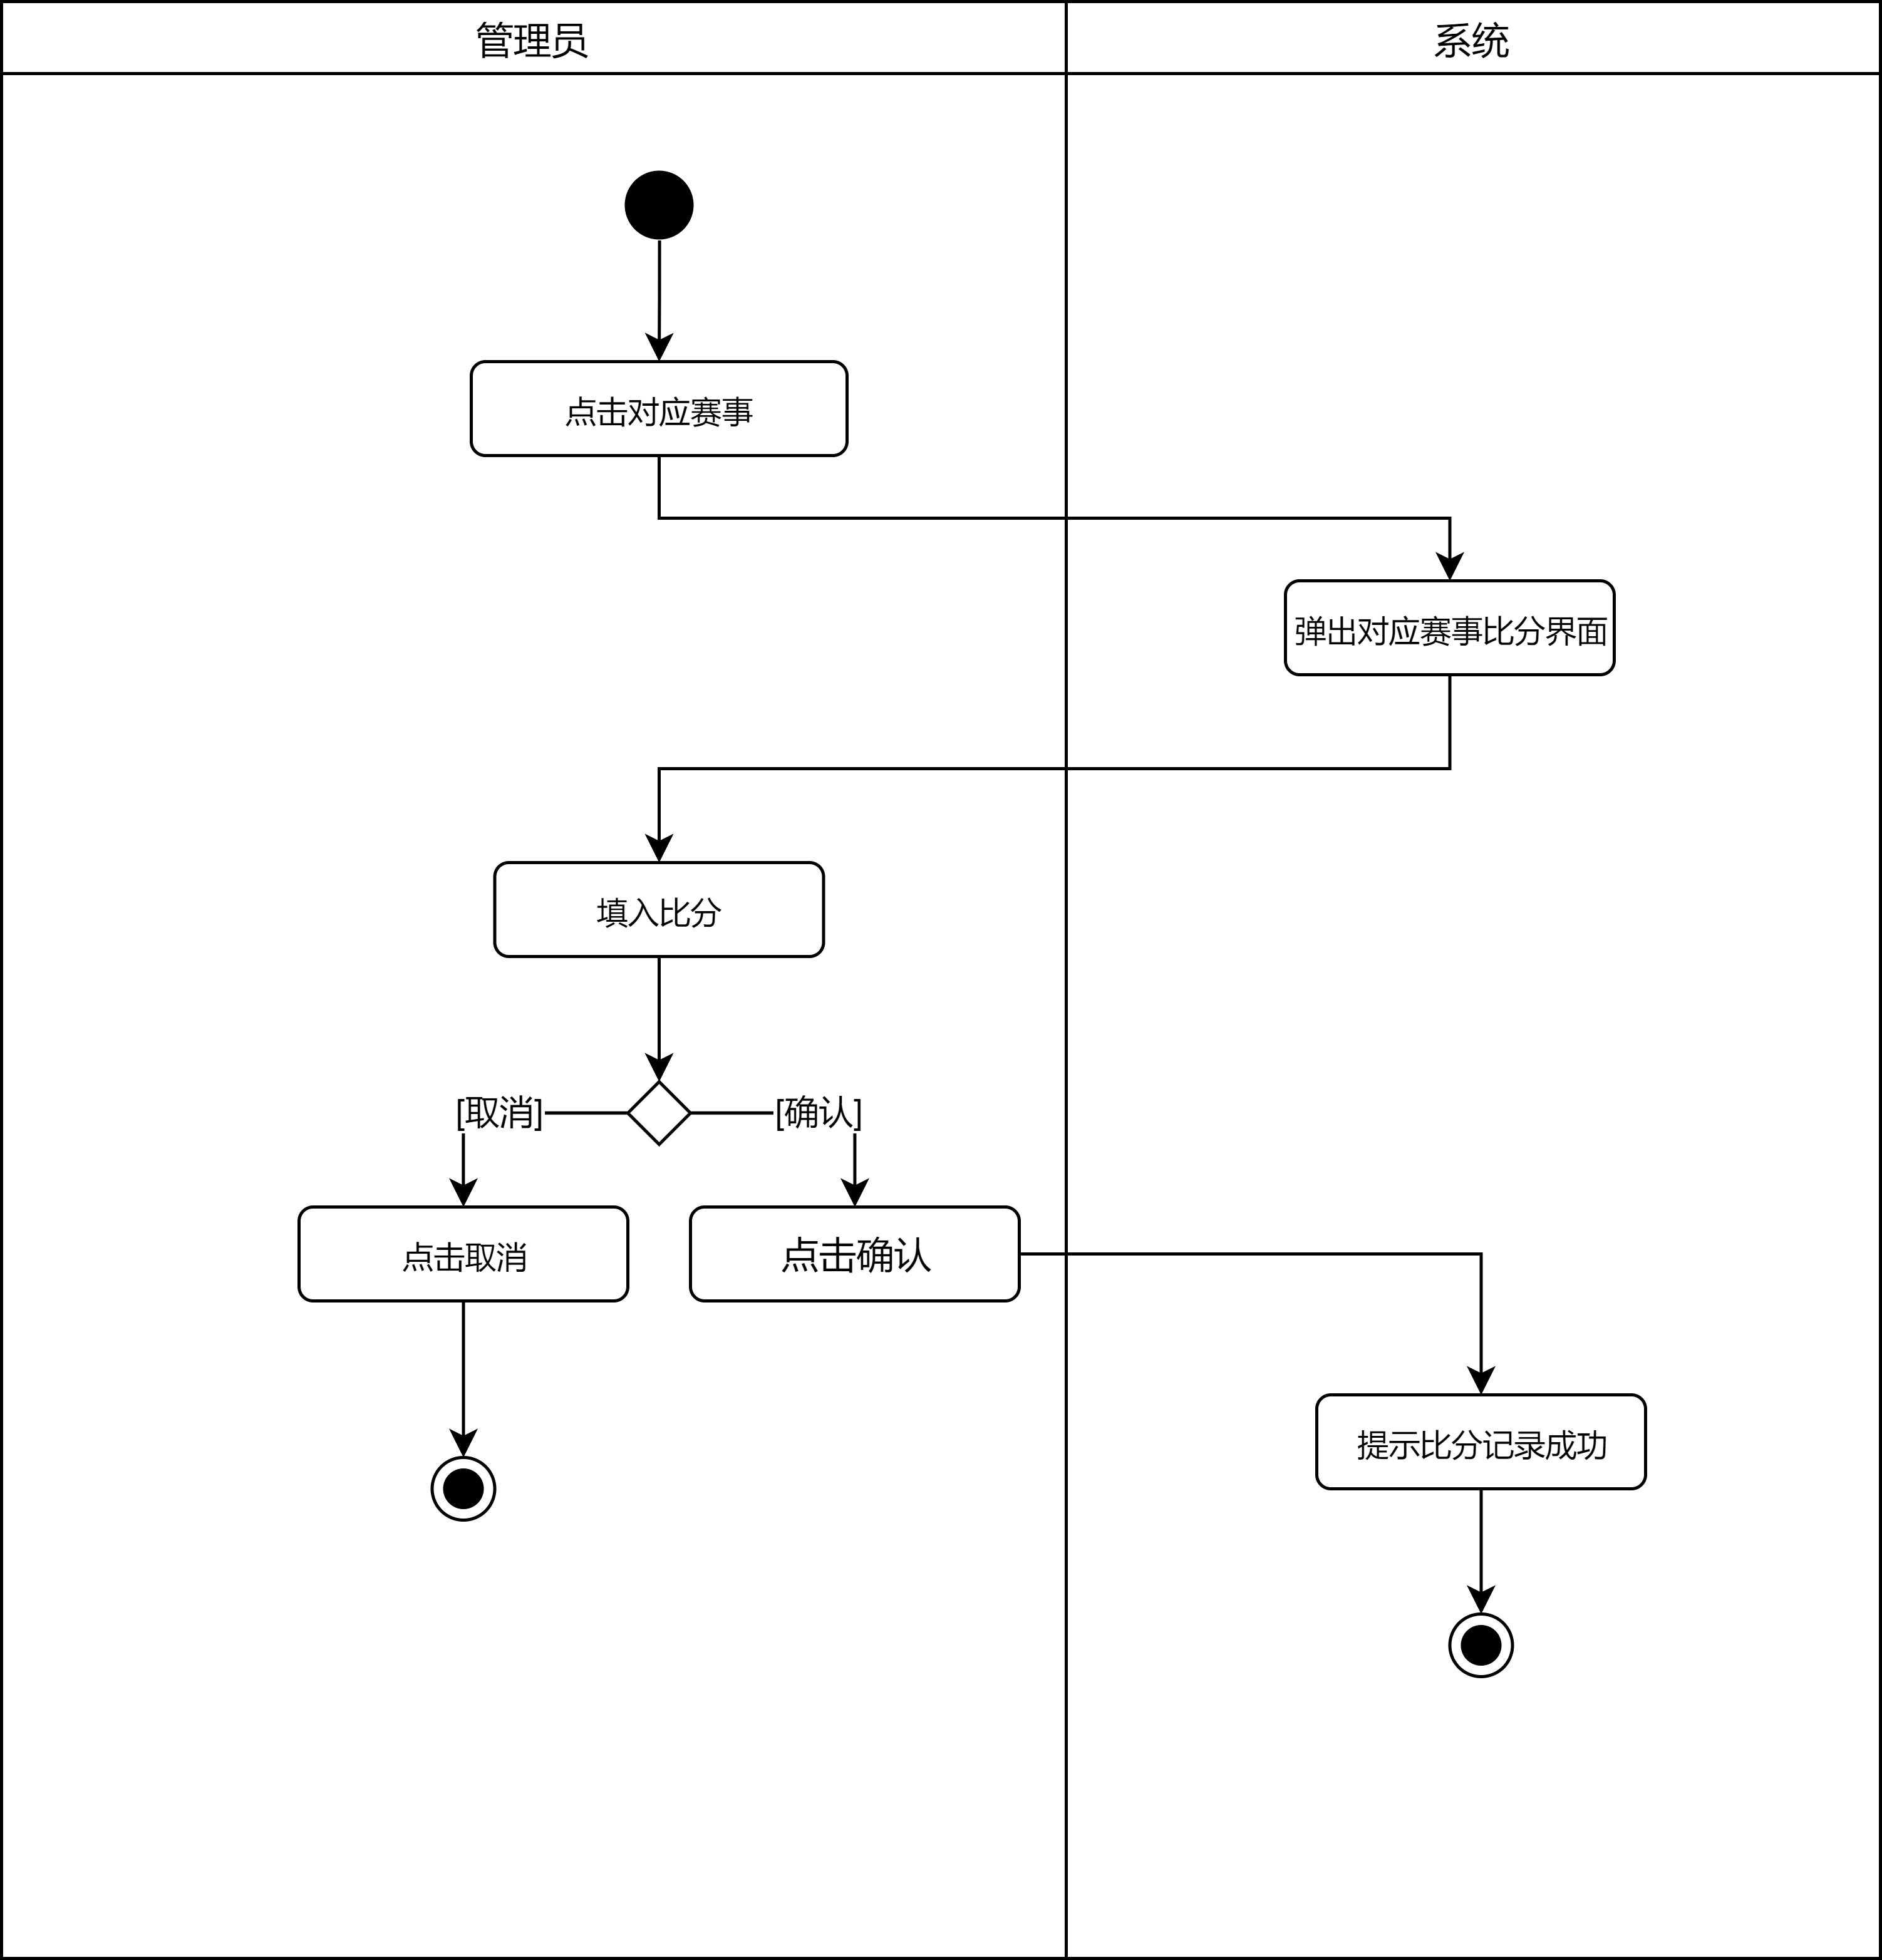 管理员
系统
点击对应赛事
弹出对应赛事比分界面
填入比分
[取消]
[确认]
点击取消
点击确认
提示比分记录成功